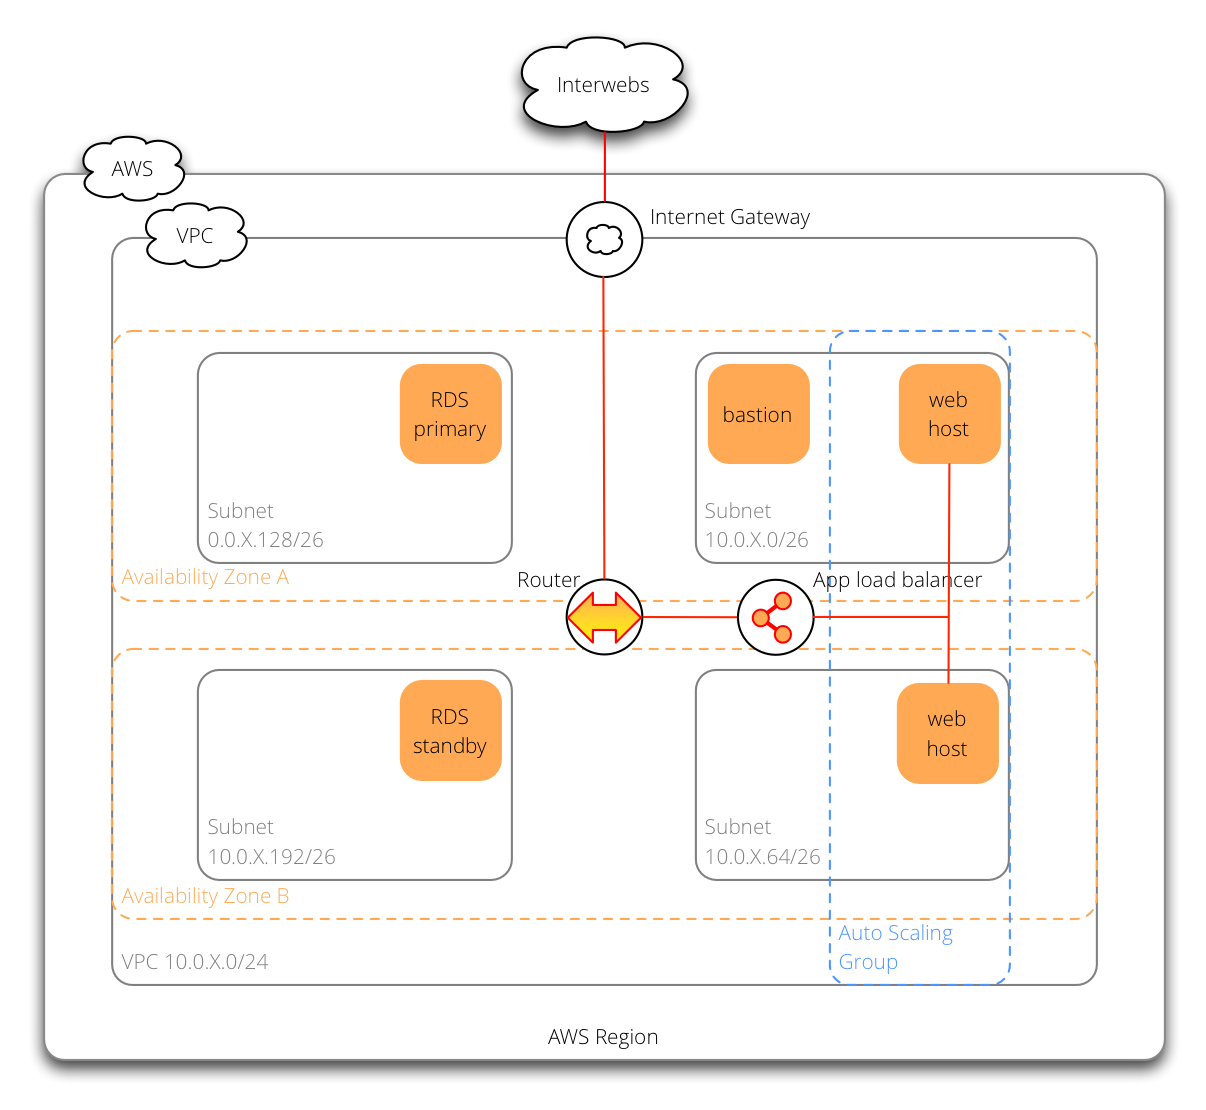 Interwebs
AWS
VPC
Internet Gateway
RDS
primary
bastion
web
host
Subnet
0.0.X.128/26
Subnet
10.0.X.0/26
Availability Zone A
Router
App load balancer
RDS
standby
web
host
Subnet
10.0.X.192/26
Subnet
10.0.X.64/26
Availability Zone B
Auto Scaling
Group
VPC 10.0.X.0/24
AWS Region